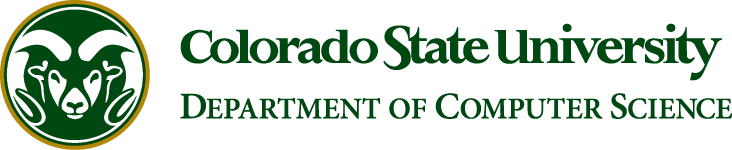 Colorado State University
DEPARTMENT OF COMPUTER SCIENCE